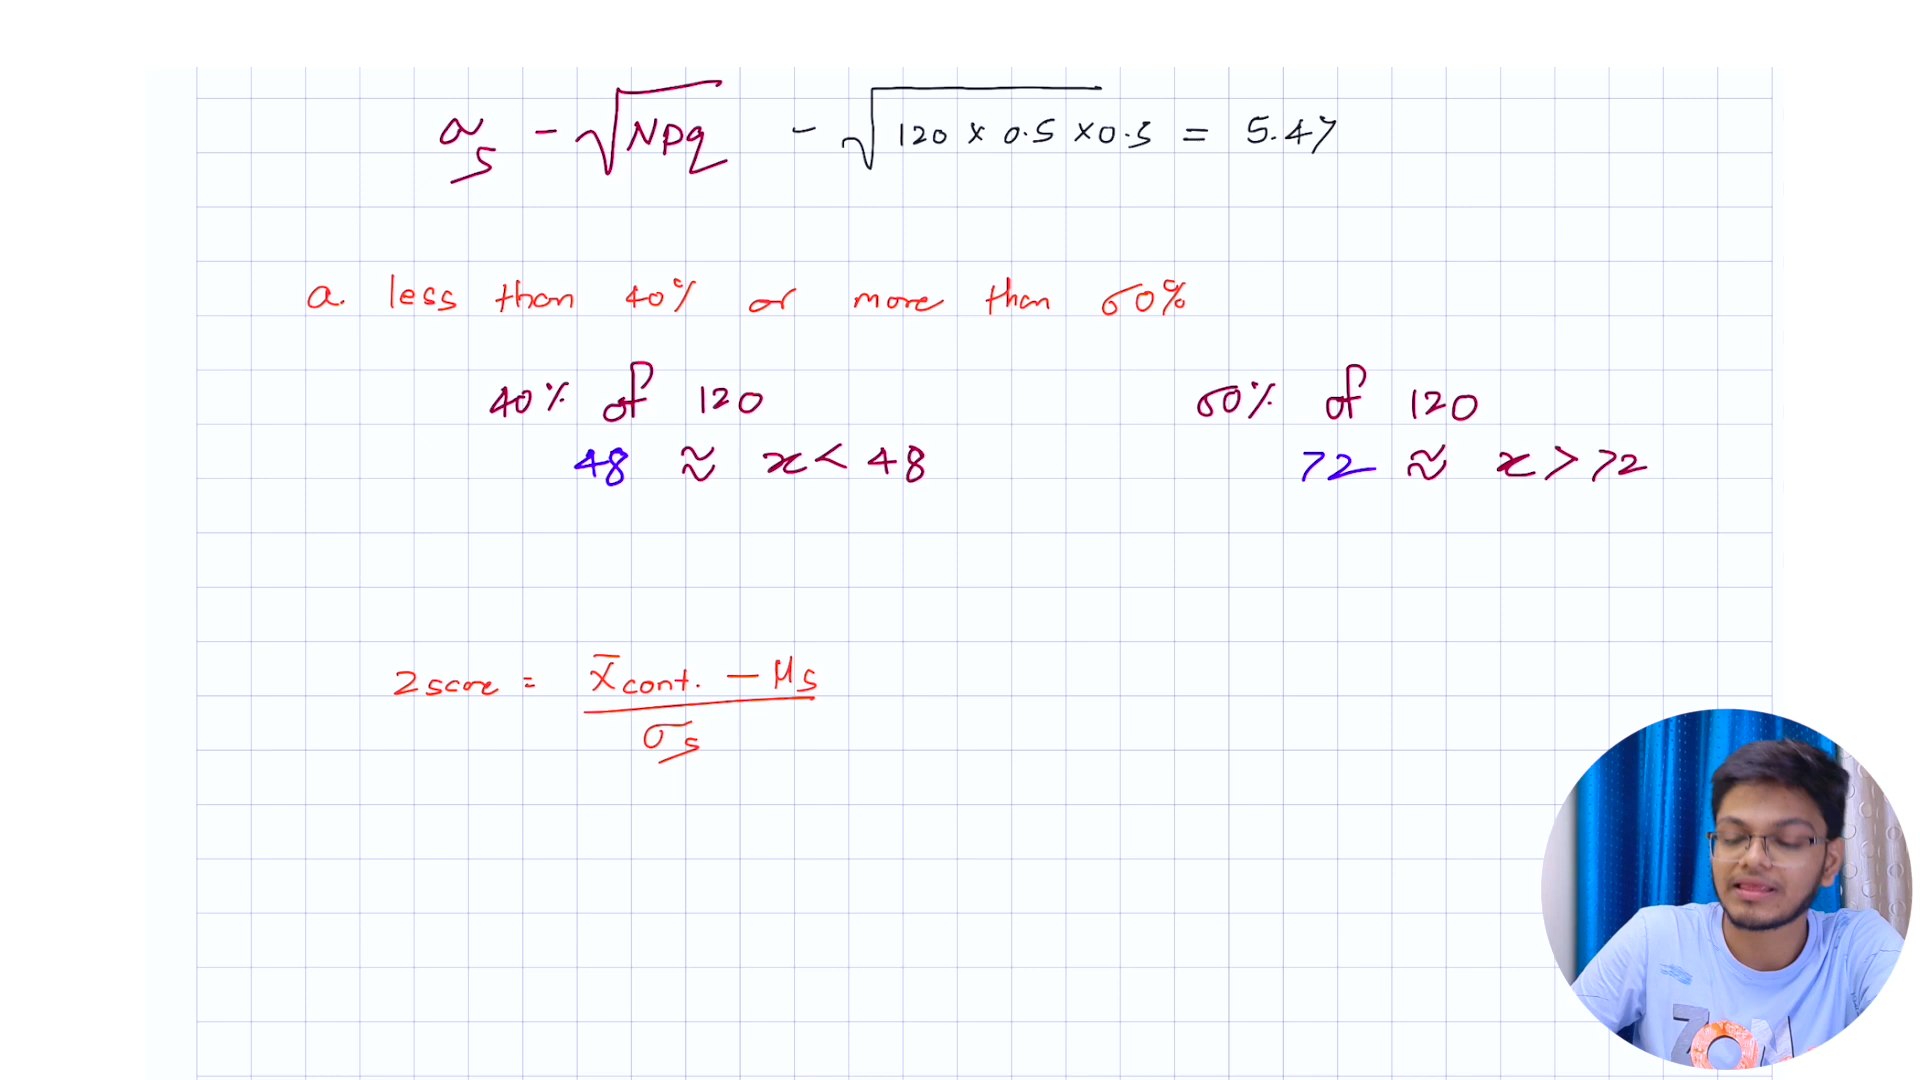 σs - √Npq - √120 × 0.5 × 0.5 = 5.47
a. less than 40% or more than 60%
40% of 120
48 ≈ x < 48
60% of 120
72 ≈ x > 72
Zscore = x̄cont. - μs
σs